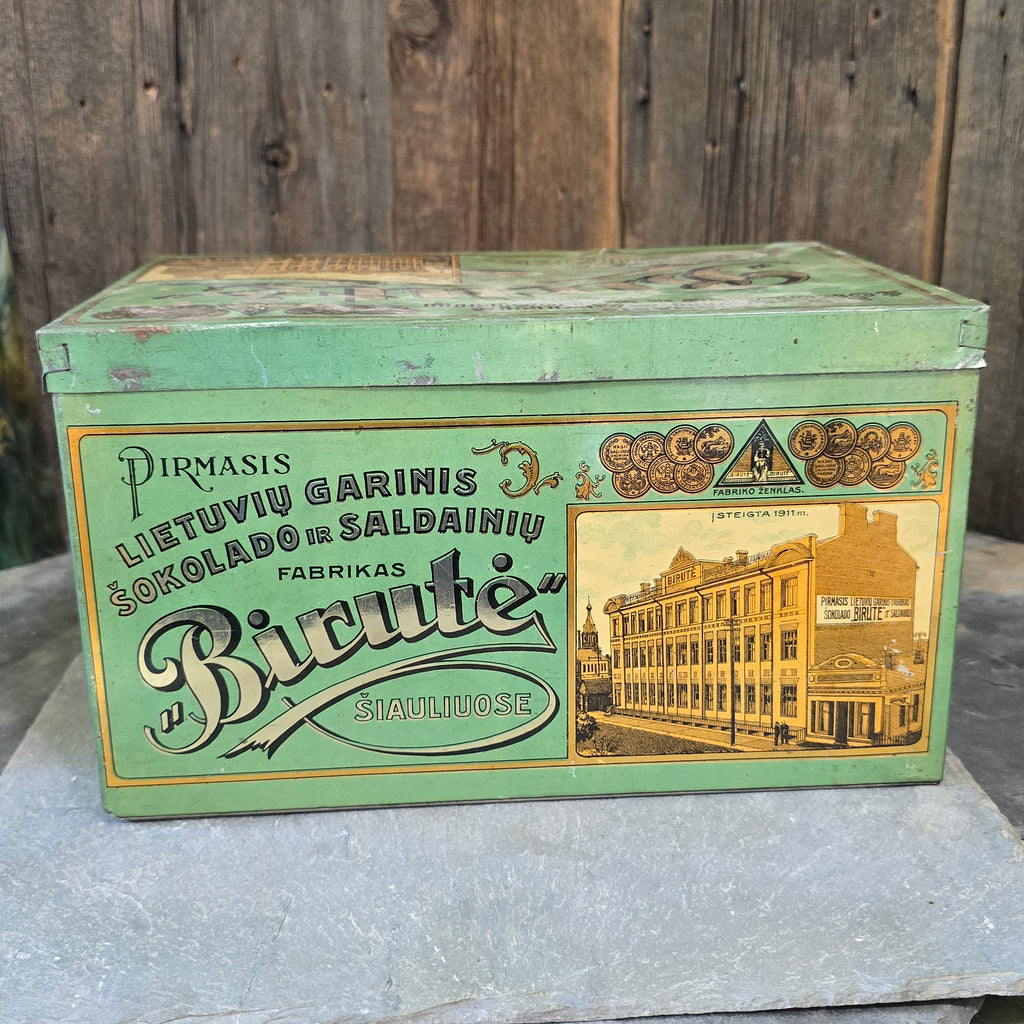 PIRMASIS
LIETUVIŲ GARINIS
ŠOKOLADO IR SALDAINIŲ
FABRIKAS
„Birutė”
ŠIAULIUOSE
FABRIKO ŽENKLAS.
ĮSTEIGTA 1911 m.
BIRUTĖ
PIRMASIS LIETUVIŲ GARINIS FABRIKAS
ŠOKOLADO „BIRUTĖ” IR SALDAINIŲ